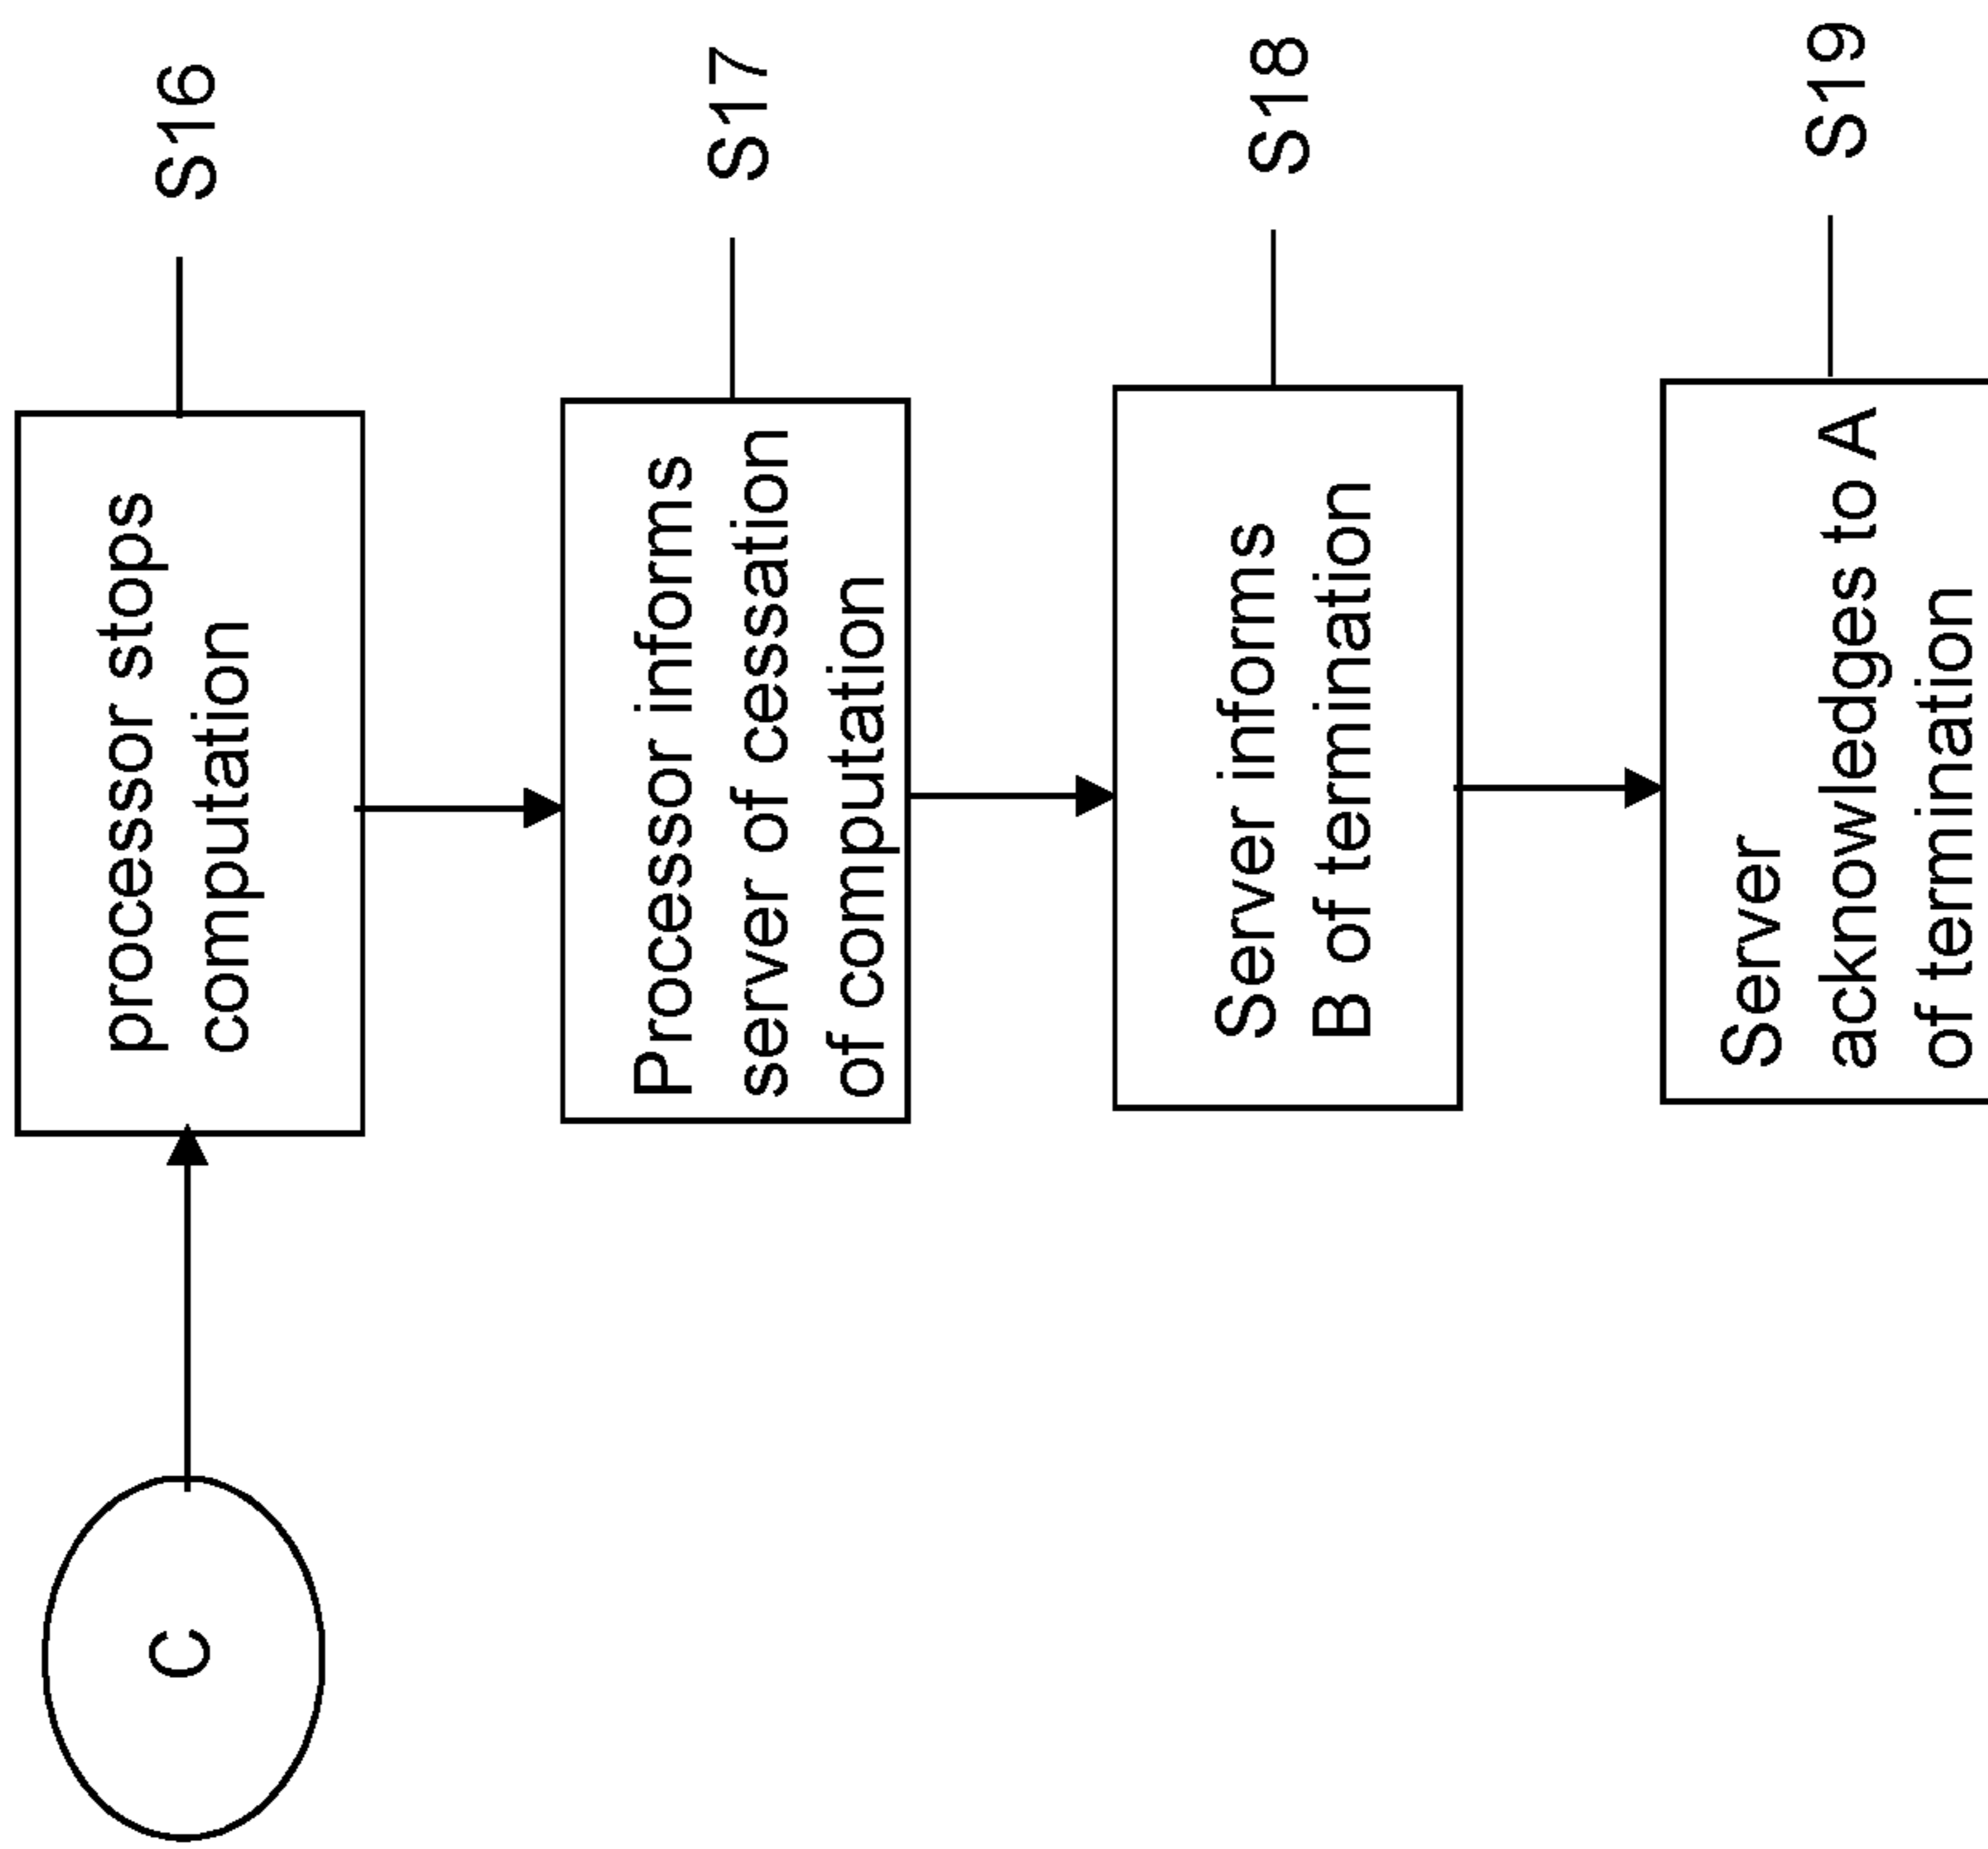 C
processor stops
computation
S16
Processor informs
server of cessation
of computation
S17
Server informs
B of termination
S18
Server
acknowledges to A
of termination
S19